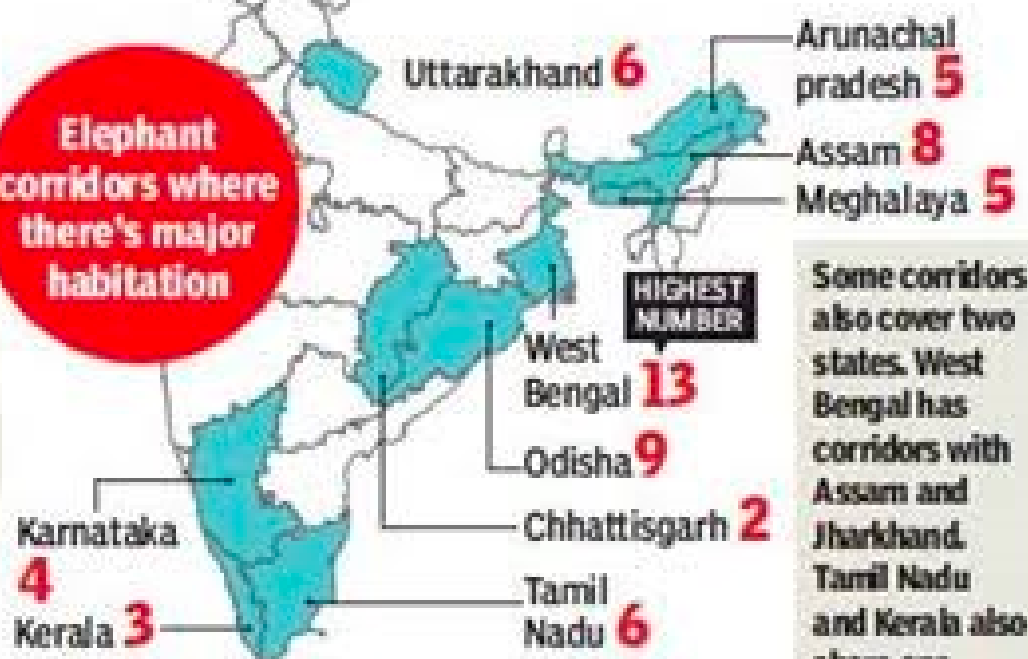 Elephant
corridors where
there's major
habitation
Uttarakhand 6
Arunachal
pradesh 5
Assam 8
Meghalaya 5
HIGHEST
NUMBER
West
Bengal 13
Odisha 9
Chhattisgarh 2
Tamil
Nadu 6
Karnataka
4
Kerala 3
Some corridors
also cover two
states. West
Bengal has
corridors with
Assam and
Jharkhand.
Tamil Nadu
and Kerala also